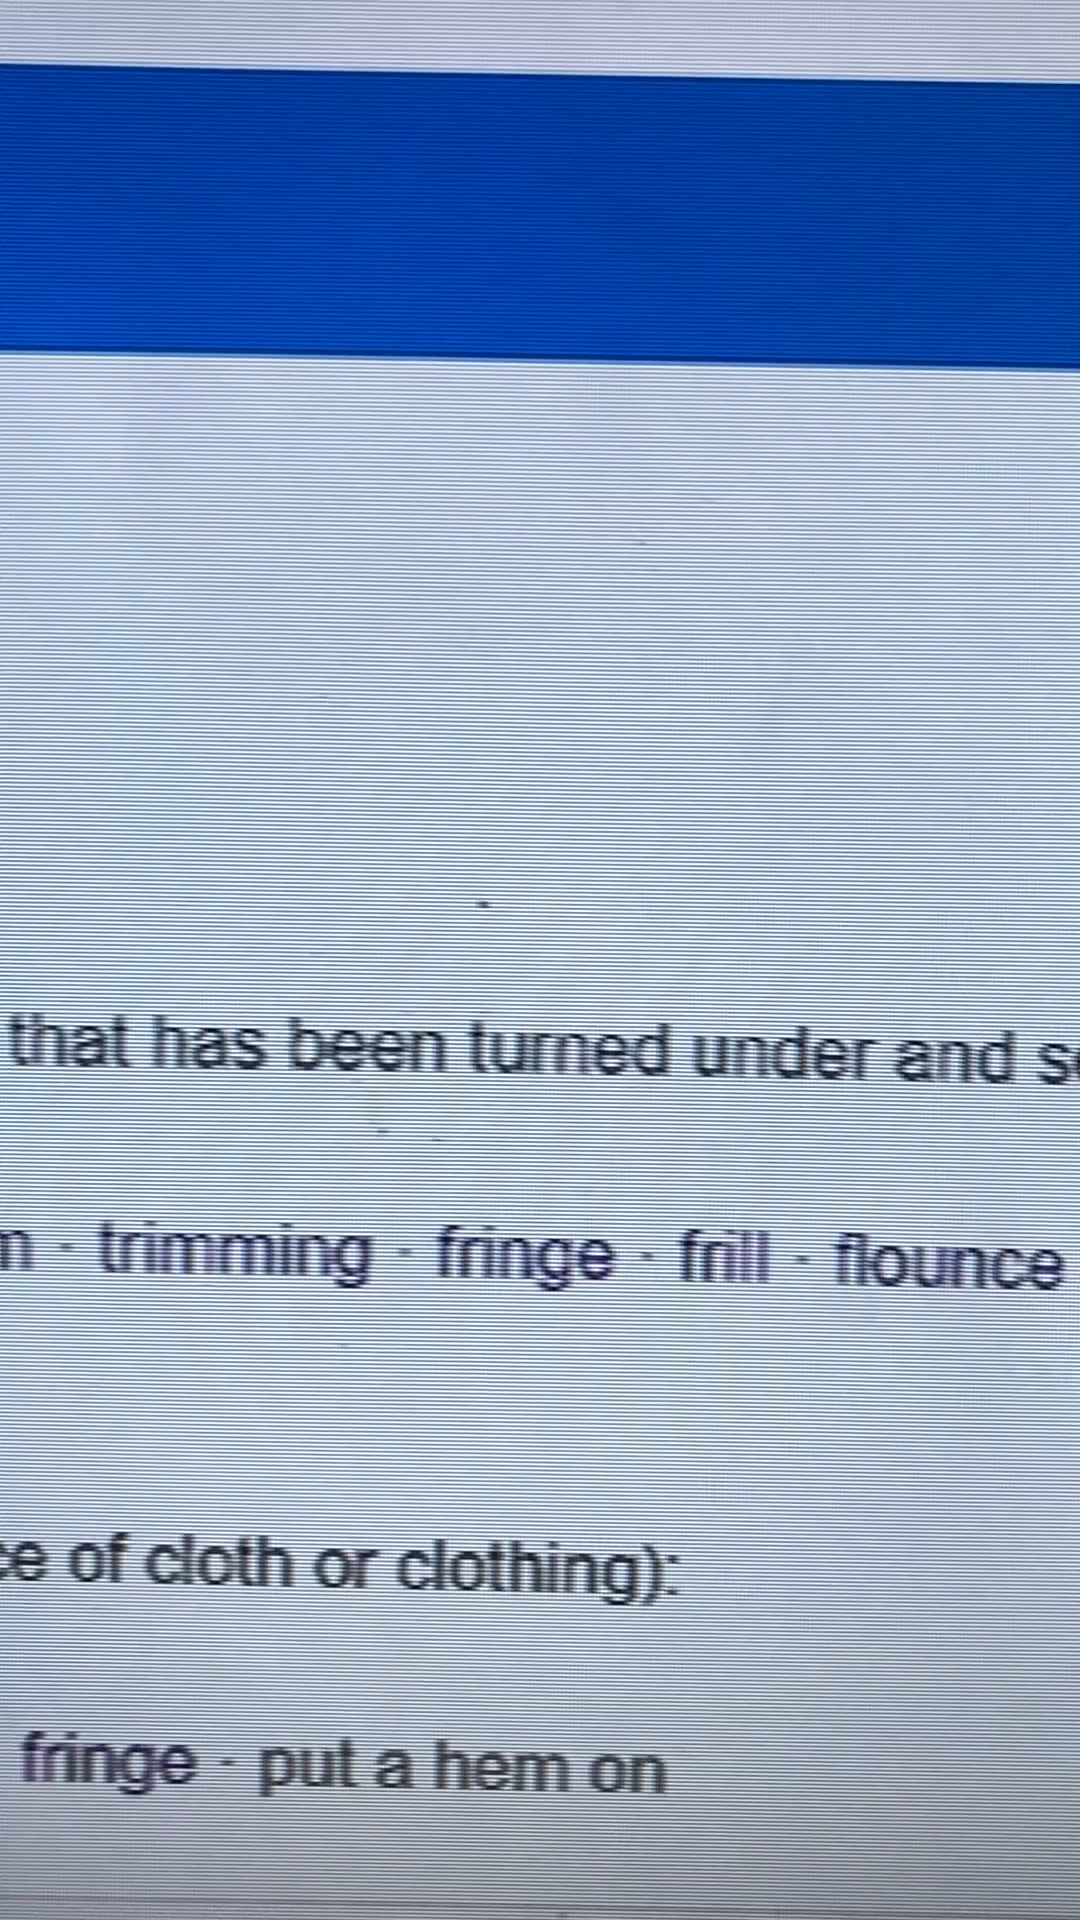 that has been turned under and
trimming · fringe · frill · flounce
of cloth or clothing):
fringe · put a hem on